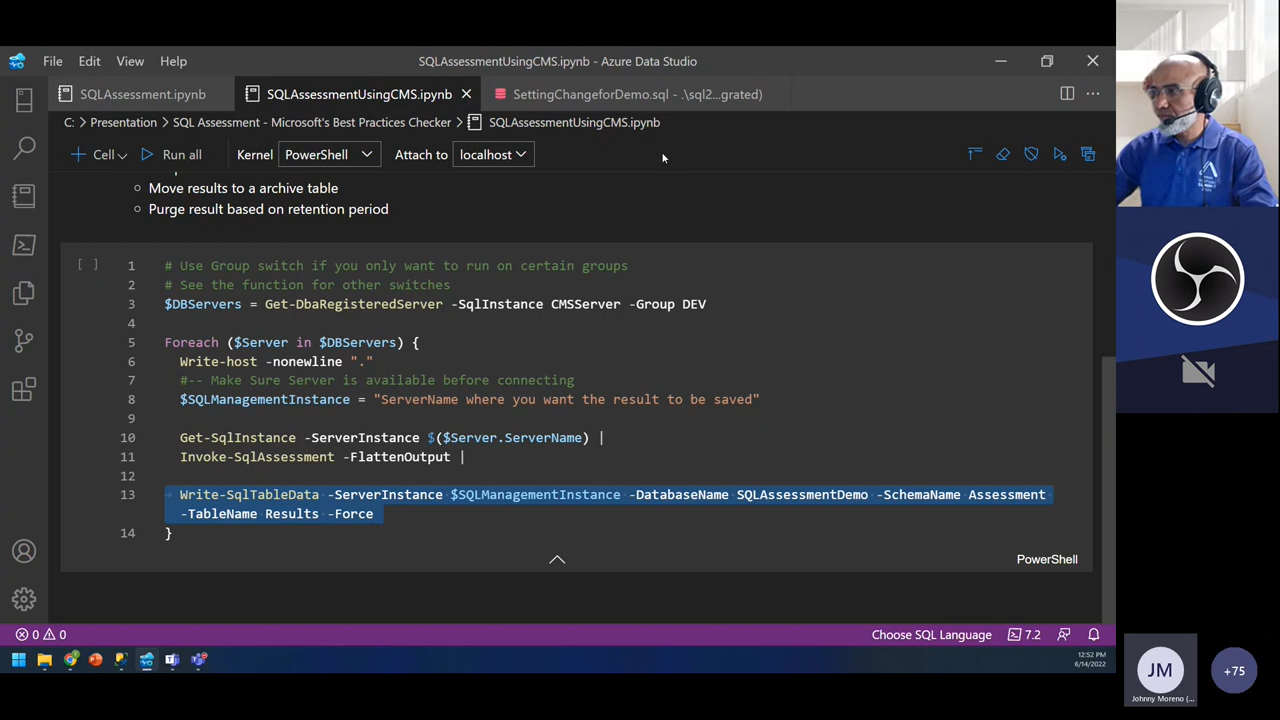 File Edit View Help
SQLAssessmentUsingCMS.ipynb - Azure Data Studio
SQLAssessment.ipynb
SQLAssessmentUsingCMS.ipynb
SettingChangeforDemo.sql - .\sql2...grated)
C: > Presentation > SQL Assessment - Microsoft's Best Practices Checker > SQLAssessmentUsingCMS.ipynb
Cell Run all Kernel PowerShell Attach to localhost
Move results to a archive table
Purge result based on retention period
[ ]
1 # Use Group switch if you only want to run on certain groups
2 # See the function for other switches
3 $DBServers = Get-DbaRegisteredServer -SqlInstance CMSServer -Group DEV
4
5 Foreach ($Server in $DBServers) {
6 Write-host -nonewline "."
7 #-- Make Sure Server is available before connecting
8 $SQLManagementInstance = "ServerName where you want the result to be saved"
9
10 Get-SqlInstance -ServerInstance $($Server.ServerName) |
11 Invoke-SqlAssessment -FlattenOutput |
12
13 Write-SqlTableData -ServerInstance $SQLManagementInstance -DatabaseName SQLAssessmentDemo -SchemaName Assessment
-TableName Results -Force
14 }
PowerShell
0 0
Choose SQL Language 7.2
12:52 PM
6/14/2022
JM
Johnny Moreno (...
+75